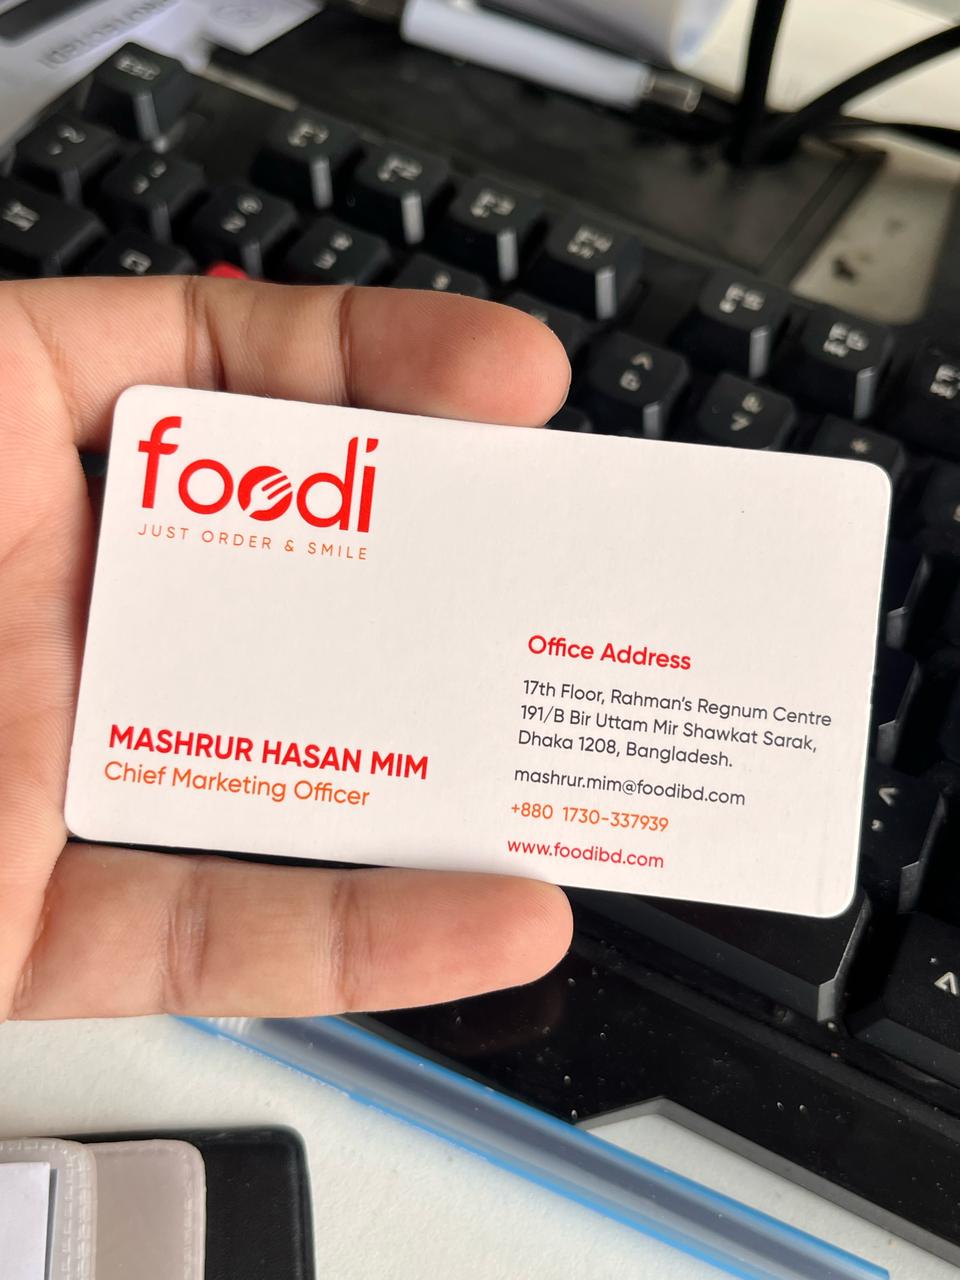 foodi
JUST ORDER & SMILE
MASHRUR HASAN MIM
Chief Marketing Officer
Office Address
17th Floor, Rahman's Regnum Centre
191/B Bir Uttam Mir Shawkat Sarak,
Dhaka 1208, Bangladesh.
mashrur.mim@foodibd.com
+880 1730-337939
www.foodibd.com